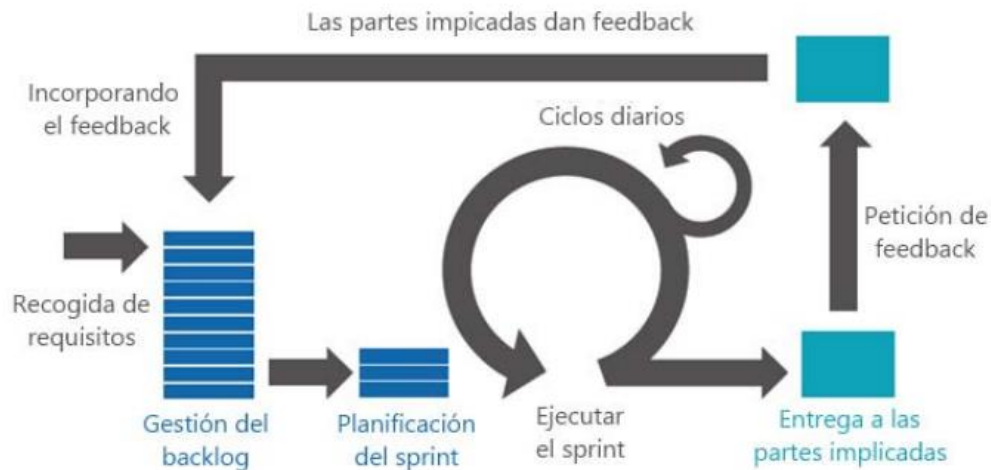 Las partes impicadas dan feedback
Incorporando
el feedback
Ciclos diarios
Petición de
feedback
Recogida de
requisitos
Gestión del
backlog
Planificación
del sprint
Ejecutar
el sprint
Entrega a las
partes implicadas